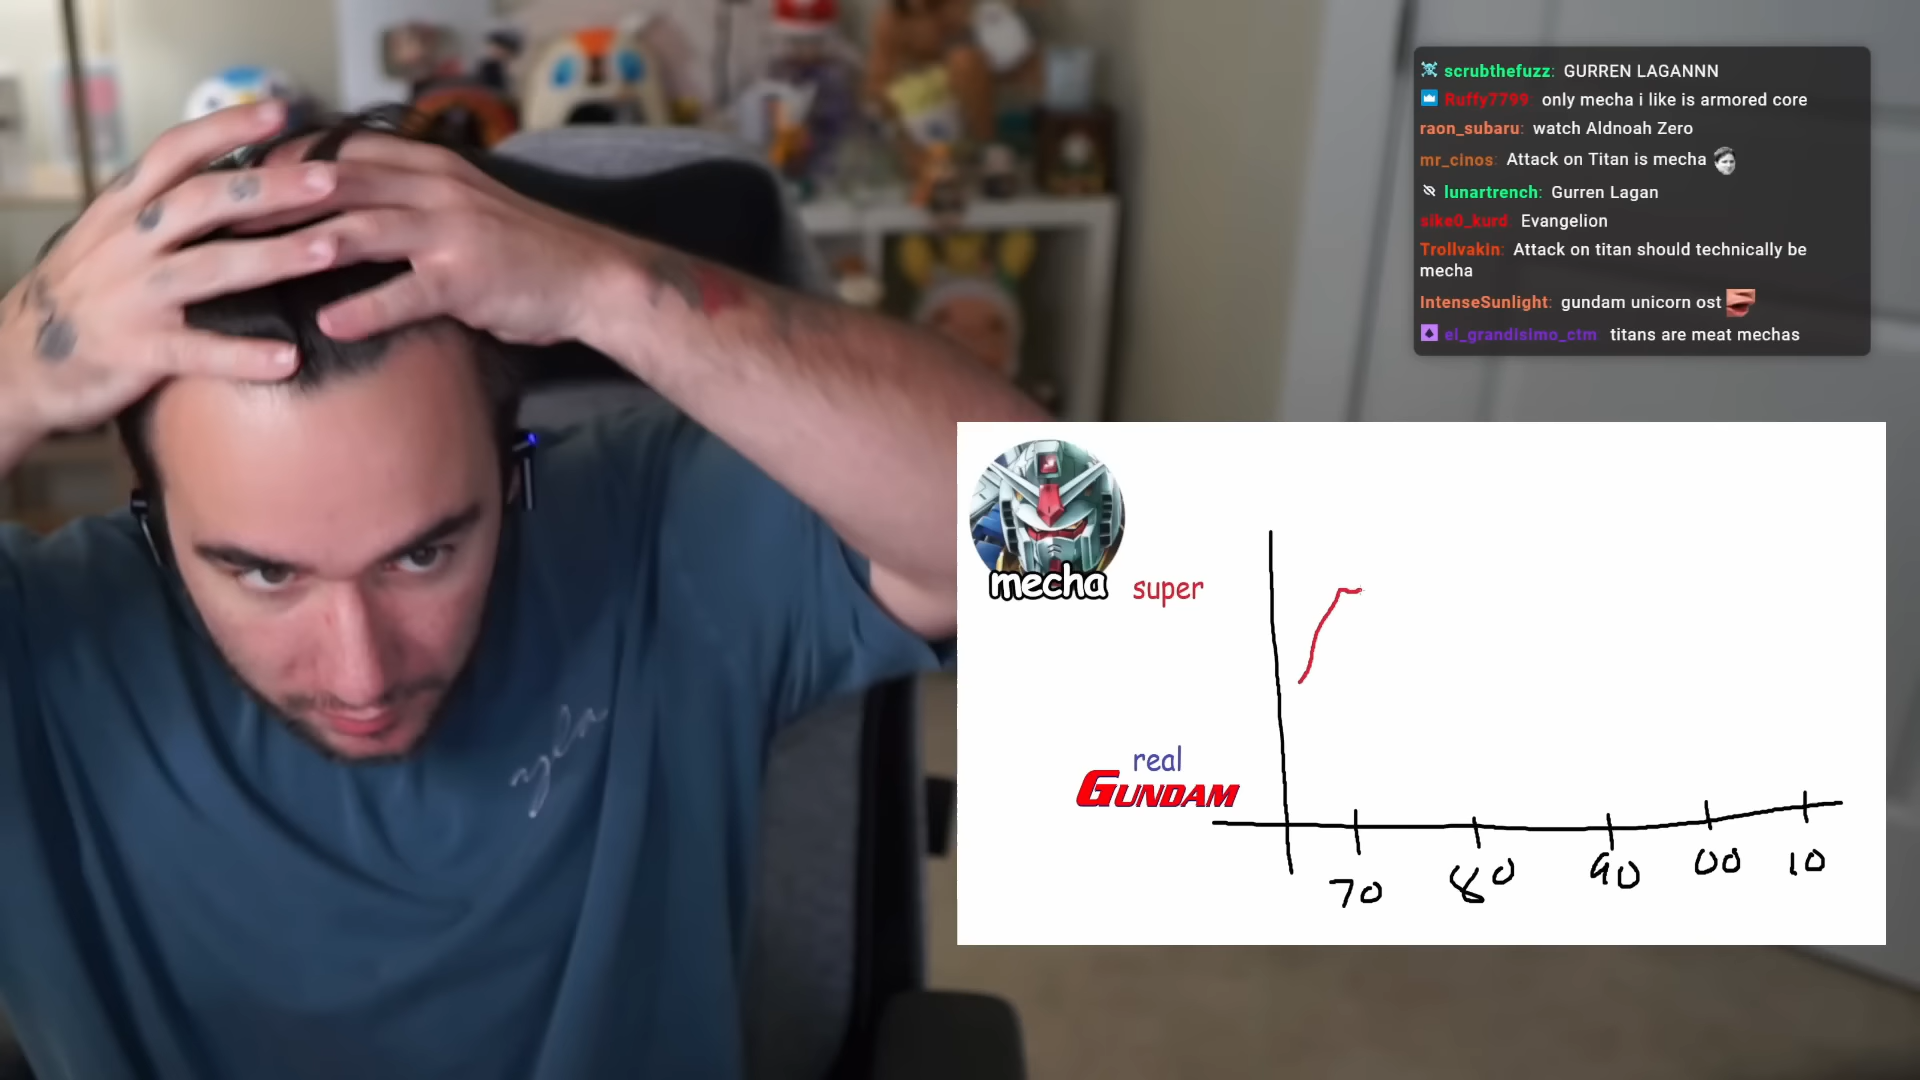 scrubthefuzz: GURREN LAGANNN
Ruffy7799: only mecha i like is armored core
raon_subaru: watch Aldnoah Zero
mr_cinos: Attack on Titan is mecha
lunartrench: Gurren Lagan
sike0_kurd: Evangelion
Trollvakin: Attack on titan should technically be
mecha
IntenseSunlight: gundam unicorn ost
el_grandisimo_ctm: titans are meat mechas
mecha
super
real
GUNDAM
70 80 90 00 10